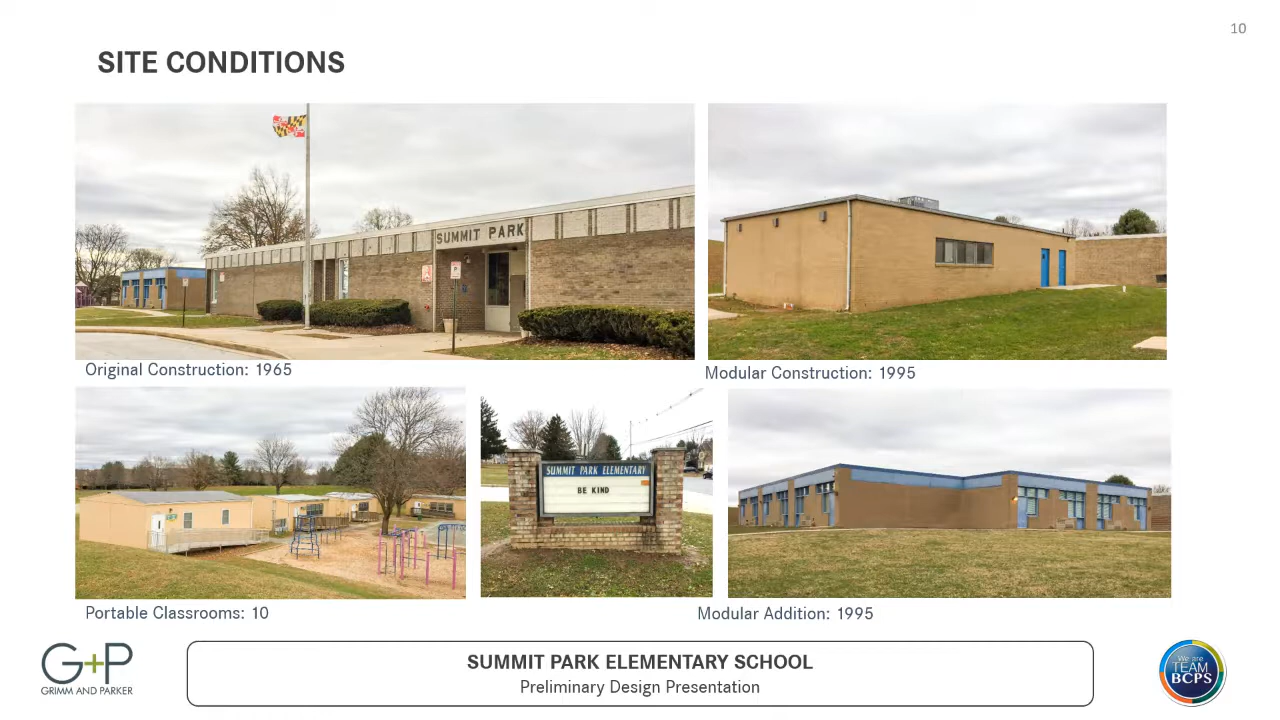 10
SITE CONDITIONS
SUMMIT PARK
Original Construction: 1965
Modular Construction: 1995
SUMMIT PARK ELEMENTARY
BE KIND
Portable Classrooms: 10
Modular Addition: 1995
G+P
GRIMM AND PARKER
SUMMIT PARK ELEMENTARY SCHOOL
Preliminary Design Presentation
We are
TEAM
BCPS